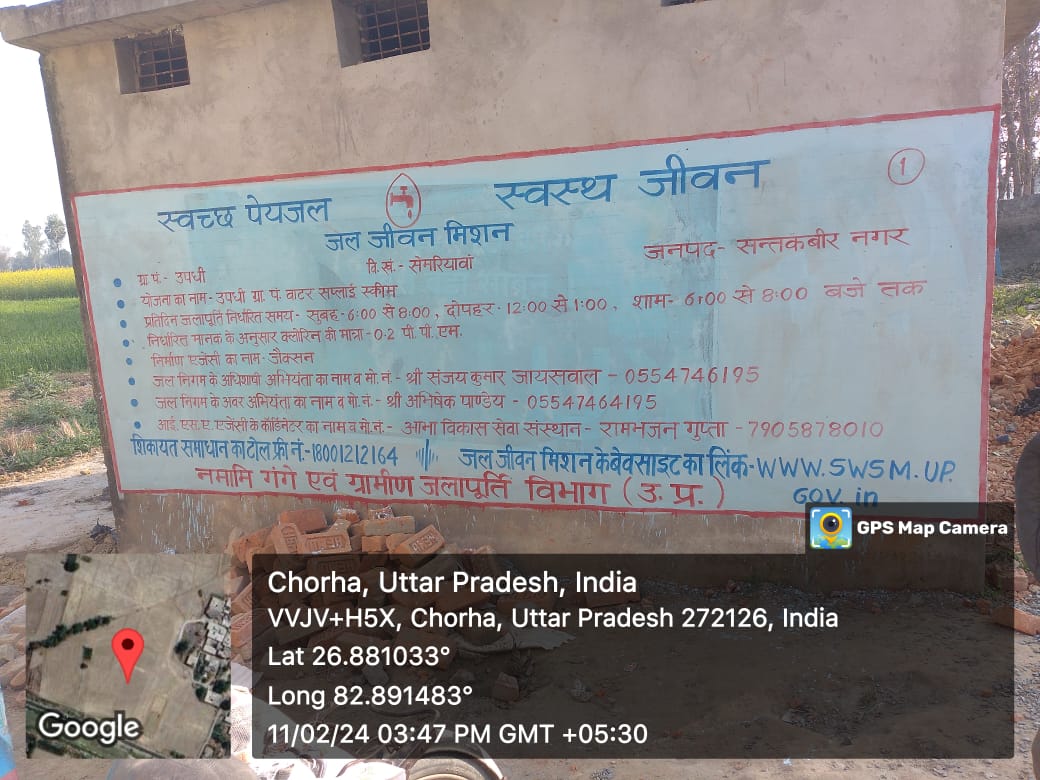 स्वच्छ पेयजल स्वस्थ जीवन 1
जल जीवन मिशन
वि.खं.- सेमरियावां जनपद- सन्तकबीर नगर
ग्रा.पं.- उपधी
योजना का नाम- उपधी ग्रा.पं. वाटर सप्लाई स्कीम
प्रतिदिन जलापूर्ति निर्धारित समय- सुबह- 6:00 से 8:00, दोपहर- 12:00 से 1:00, शाम- 6:00 से 8:00 बजे तक
निर्धारित मानक के अनुसार क्लोरिन की मात्रा- 0.2 पी.पी.एम.
निर्माण एजेंसी का नाम- जैक्सन
जल निगम के अधिशाषी अभियंता का नाम व मो.नं.- श्री संजय कुमार जायसवाल - 0554746195
जल निगम के अवर अभियंता का नाम व मो.नं.- श्री अभिषेक पाण्डेय - 05547464195
आई.एस.ए. एजेंसी के कॉर्डिनेटर का नाम व मो.नं.- आभा विकास सेवा संस्थान- रामभजन गुप्ता- 7905878010
शिकायत समाधान का टोल फ्री नं.-18001212164 जल जीवन मिशन के बेवसाइट का लिंक-WWW.SWSM.UP.
GOV.in
नमामि गंगे एवं ग्रामीण जलापूर्ति विभाग (उ.प्र.)
GPS Map Camera
Chorha, Uttar Pradesh, India
VVJV+H5X, Chorha, Uttar Pradesh 272126, India
Lat 26.881033°
Long 82.891483°
11/02/24 03:47 PM GMT +05:30
Google